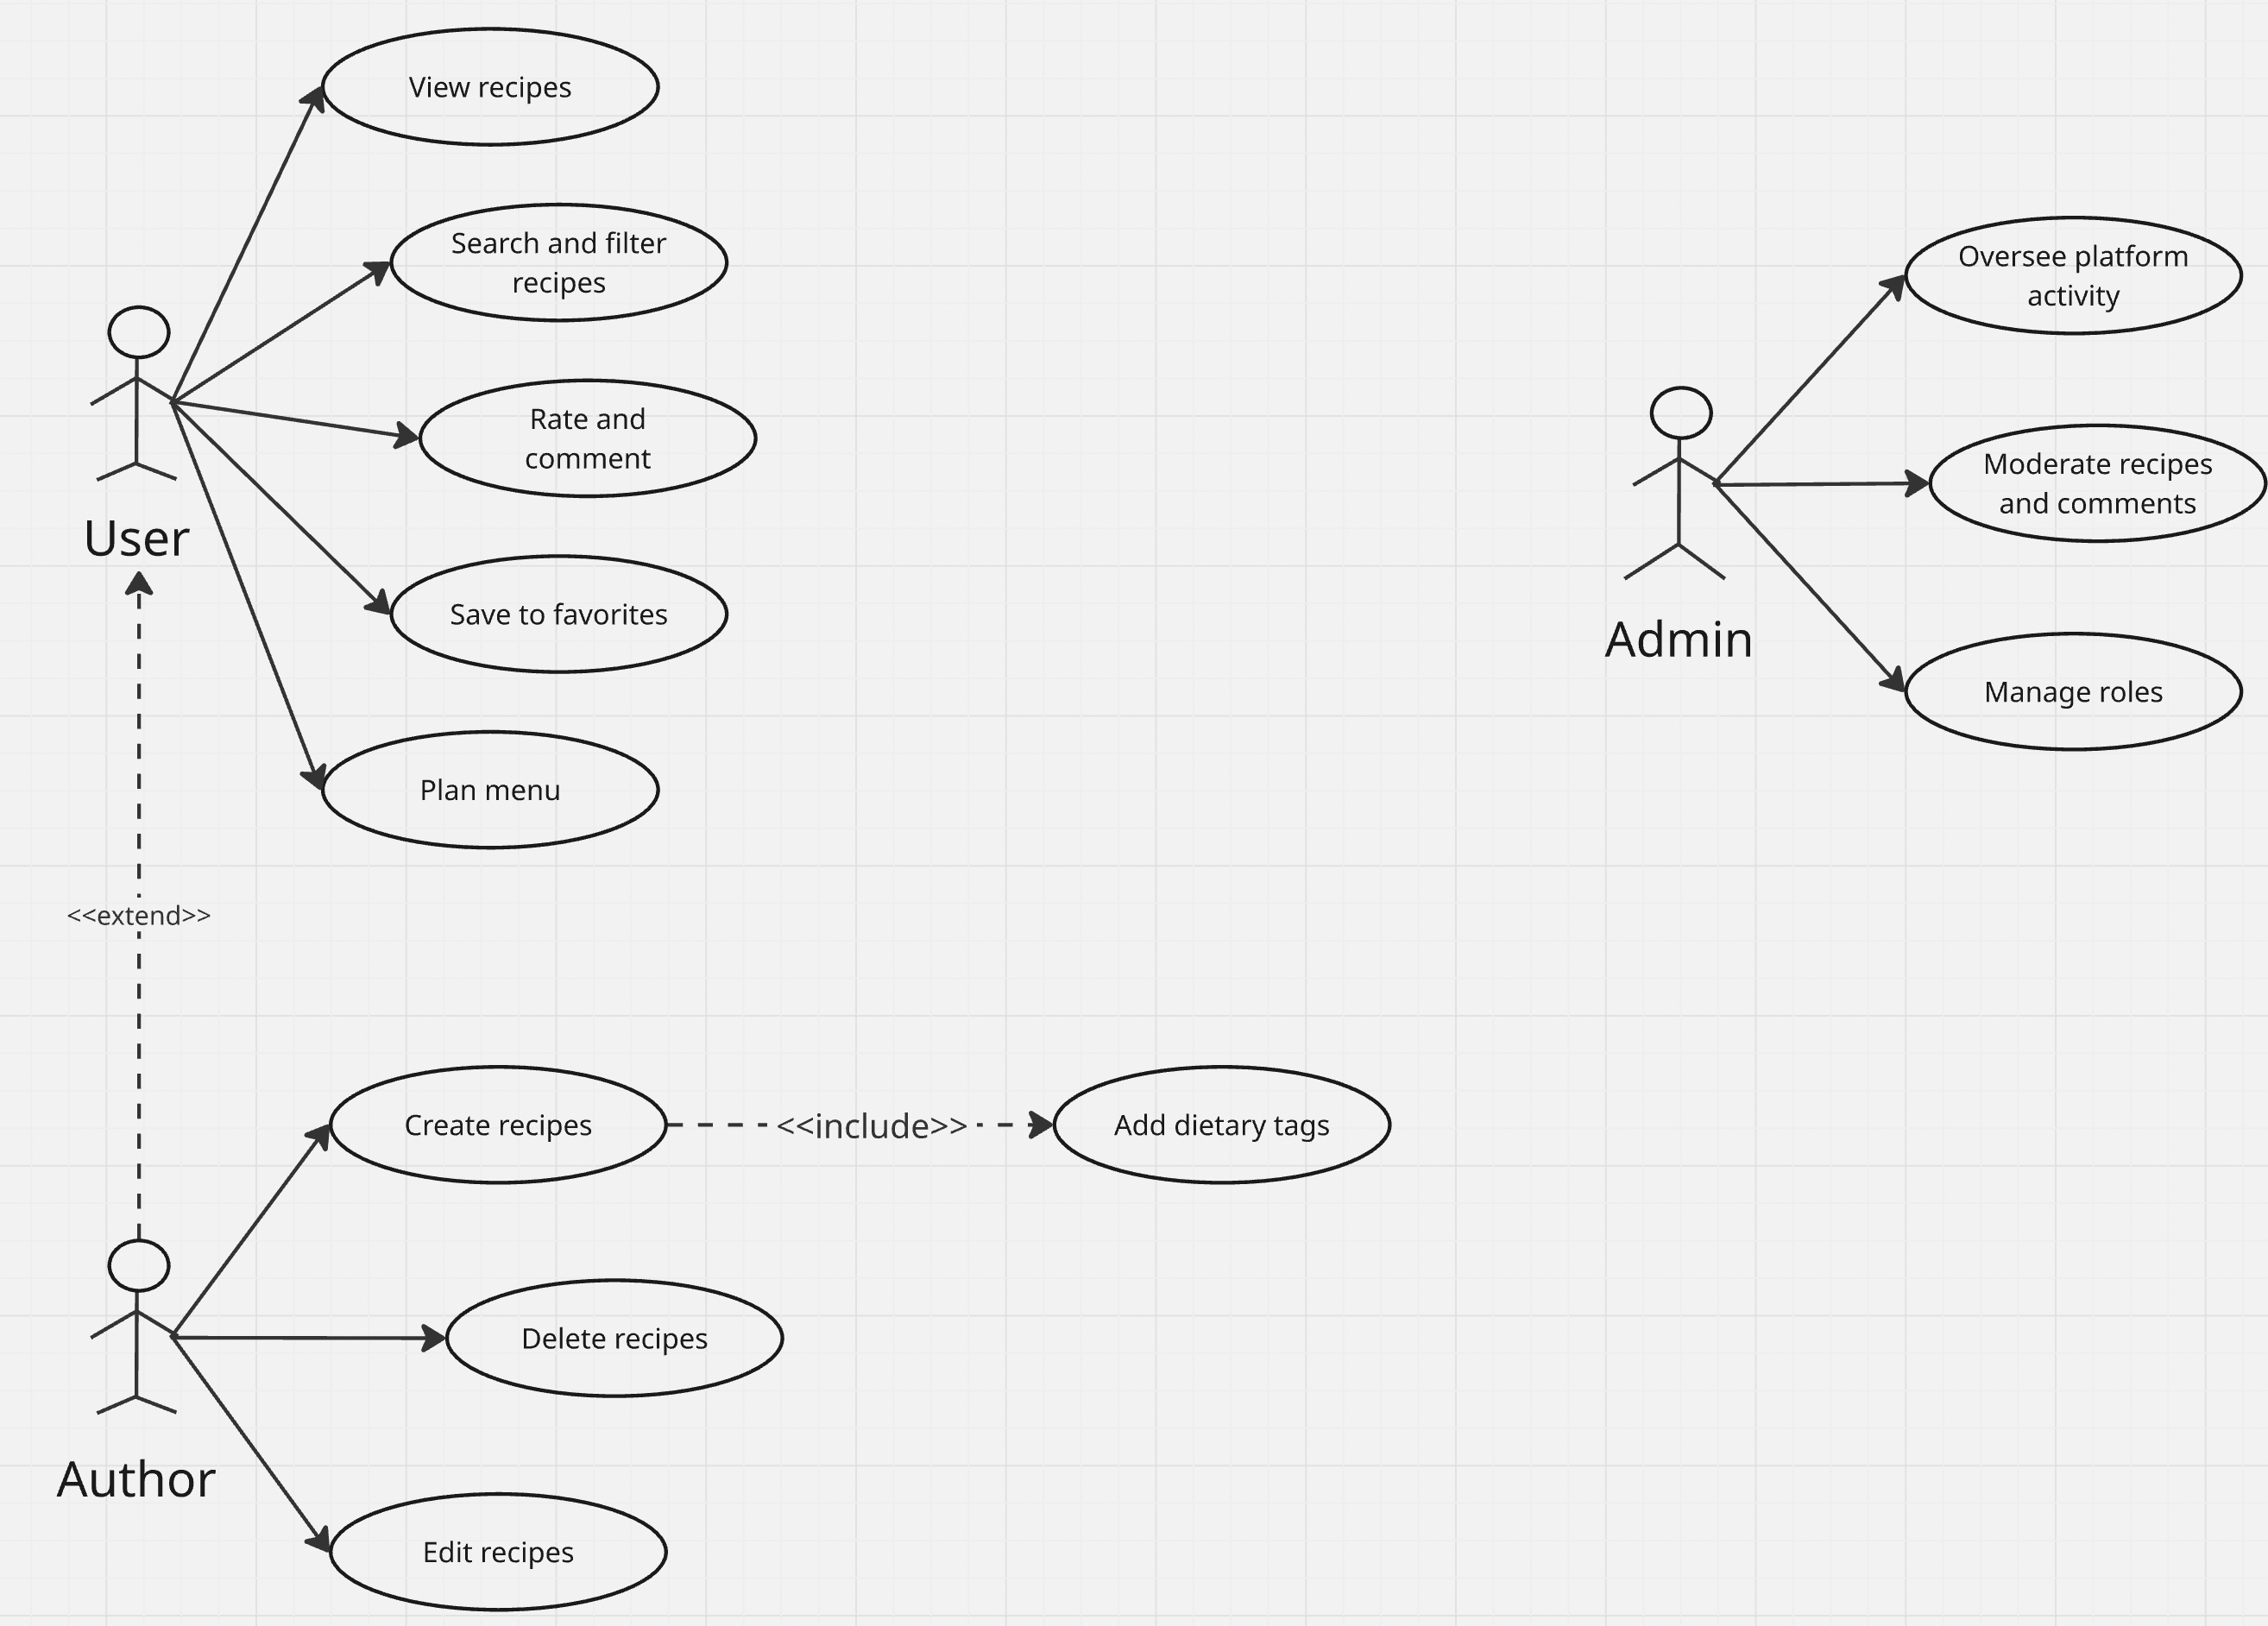 View recipes
Search and filter
recipes
Rate and
comment
User
Save to favorites
Plan menu
<<extend>>
Oversee platform
activity
Moderate recipes
and comments
Admin
Manage roles
Create recipes
<<include>>
Add dietary tags
Delete recipes
Author
Edit recipes